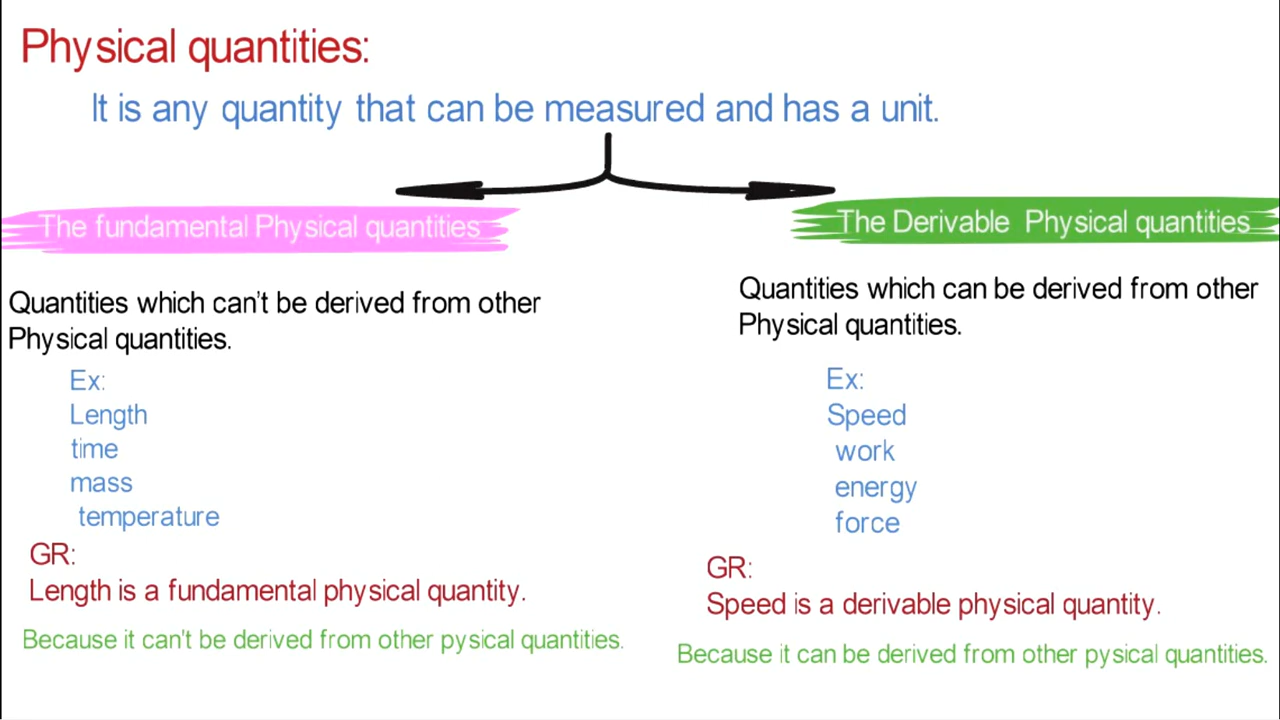 Physical quantities:
It is any quantity that can be measured and has a unit.
The fundamental Physical quantities
Quantities which can't be derived from other
Physical quantities.
Ex:
Length
time
mass
temperature
GR:
Length is a fundamental physical quantity.
Because it can't be derived from other pysical quantities.
The Derivable Physical quantities
Quantities which can be derived from other
Physical quantities.
Ex:
Speed
work
energy
force
GR:
Speed is a derivable physical quantity.
Because it can be derived from other pysical quantities.